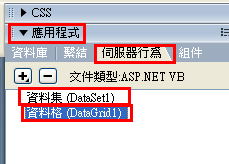 CSS
應用程式
資料庫 繫結 伺服器行為 組件
文件類型:ASP.NET VB
資料集 (DataSet1)
資料格 (DataGrid1)